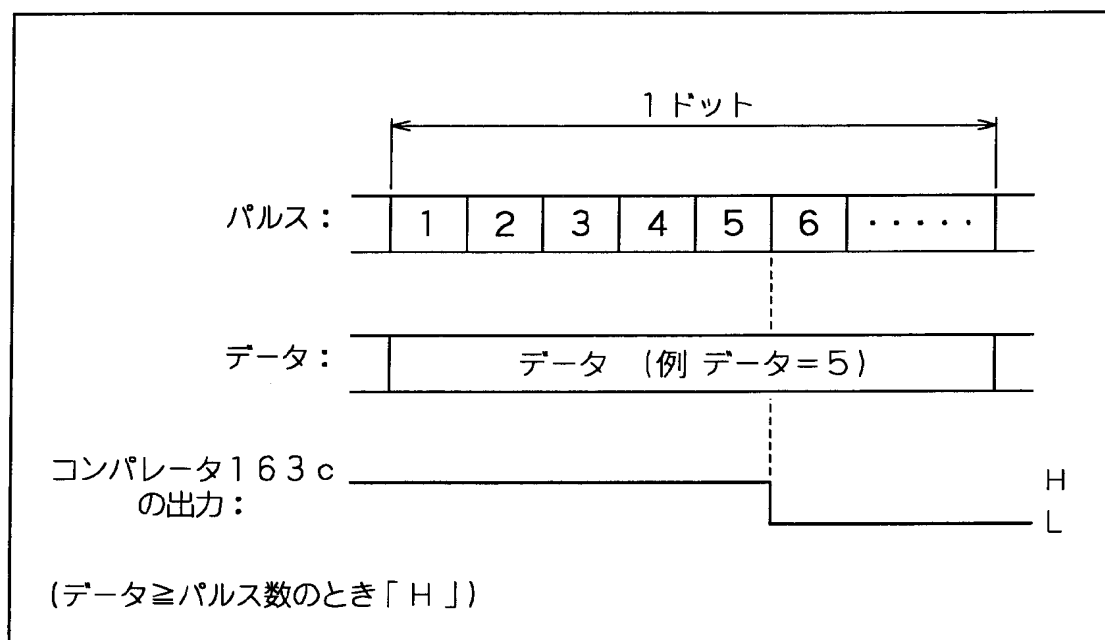 1ドット
パルス: 1 2 3 4 5 6 ・・・・・
データ: データ (例 データ=5)
コンパレータ163c
の出力:
H
L
(データ≧パルス数のとき「H」)